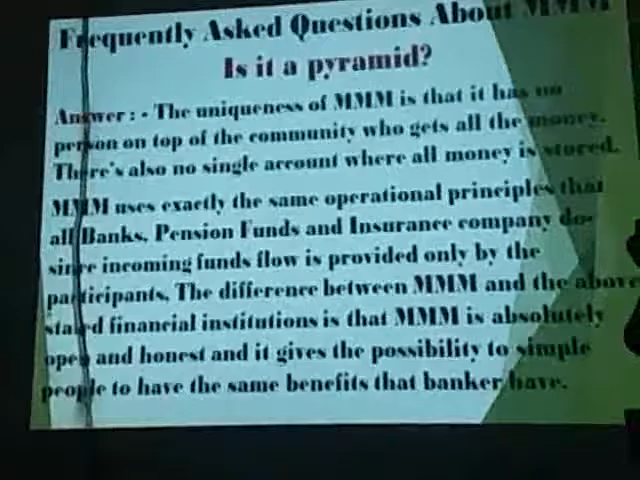 Frequently Asked Questions About MMM
Is it a pyramid?
Answer : - The uniqueness of MMM is that it has no
person on top of the community who gets all the money.
There's also no single account where all money is stored.
MMM uses exactly the same operational principles that
all Banks, Pension Funds and Insurance company do-
since incoming funds flow is provided only by the
participants. The difference between MMM and the above
stated financial institutions is that MMM is absolutely
open and honest and it gives the possibility to simple
people to have the same benefits that banker have.